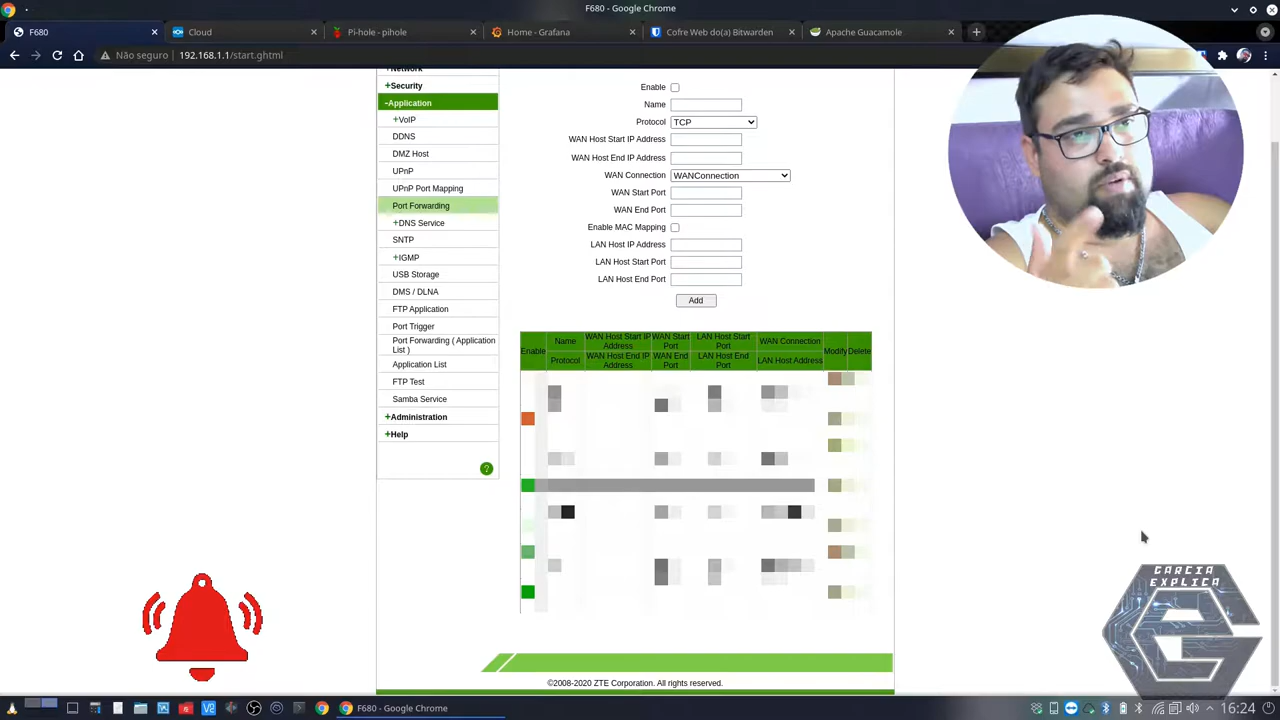 F680 - Google Chrome
F680
Cloud
Pi-hole - pihole
Home - Grafana
Cofre Web do(a) Bitwarden
Apache Guacamole
Não seguro
192.168.1.1/start.ghtml
+Network
+Security
-Application
+VoIP
DDNS
DMZ Host
UPnP
UPnP Port Mapping
Port Forwarding
+DNS Service
SNTP
+IGMP
USB Storage
DMS / DLNA
FTP Application
Port Trigger
Port Forwarding ( Application
List )
Application List
FTP Test
Samba Service
+Administration
+Help
?
Enable
Name
Protocol TCP
WAN Host Start IP Address
WAN Host End IP Address
WAN Connection WANConnection
WAN Start Port
WAN End Port
Enable MAC Mapping
LAN Host IP Address
LAN Host Start Port
LAN Host End Port
Add
Enable
Name
Protocol
WAN Host Start IP
Address
WAN Host End IP
Address
WAN Start
Port
WAN End Port
LAN Host Start
Port
LAN Host End
Port
WAN Connection
LAN Host Address
Modify
Delete
©2008-2020 ZTE Corporation. All rights reserved.
GARCIA
EXPLICA
F680 - Google Chrome
16:24